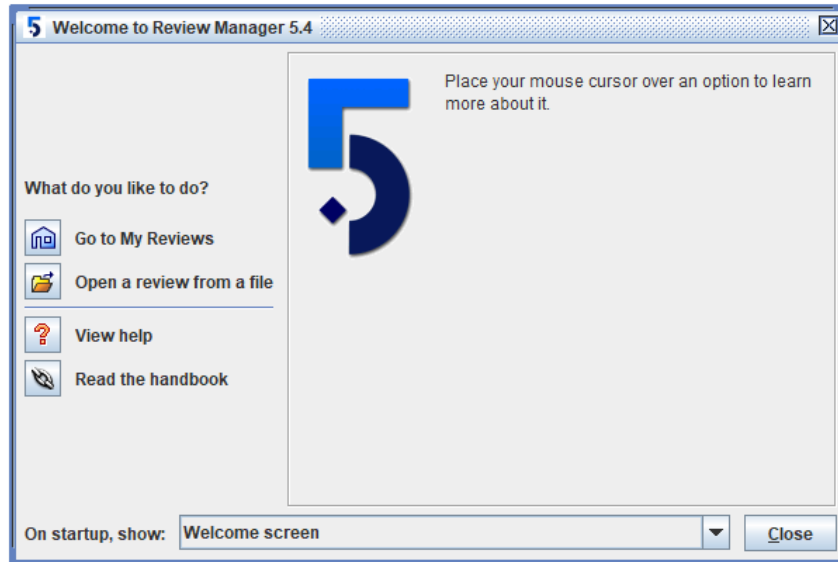 5 Welcome to Review Manager 5.4
Place your mouse cursor over an option to learn
more about it.
5
What do you like to do?
Go to My Reviews
Open a review from a file
? View help
Read the handbook
On startup, show: Welcome screen
Close